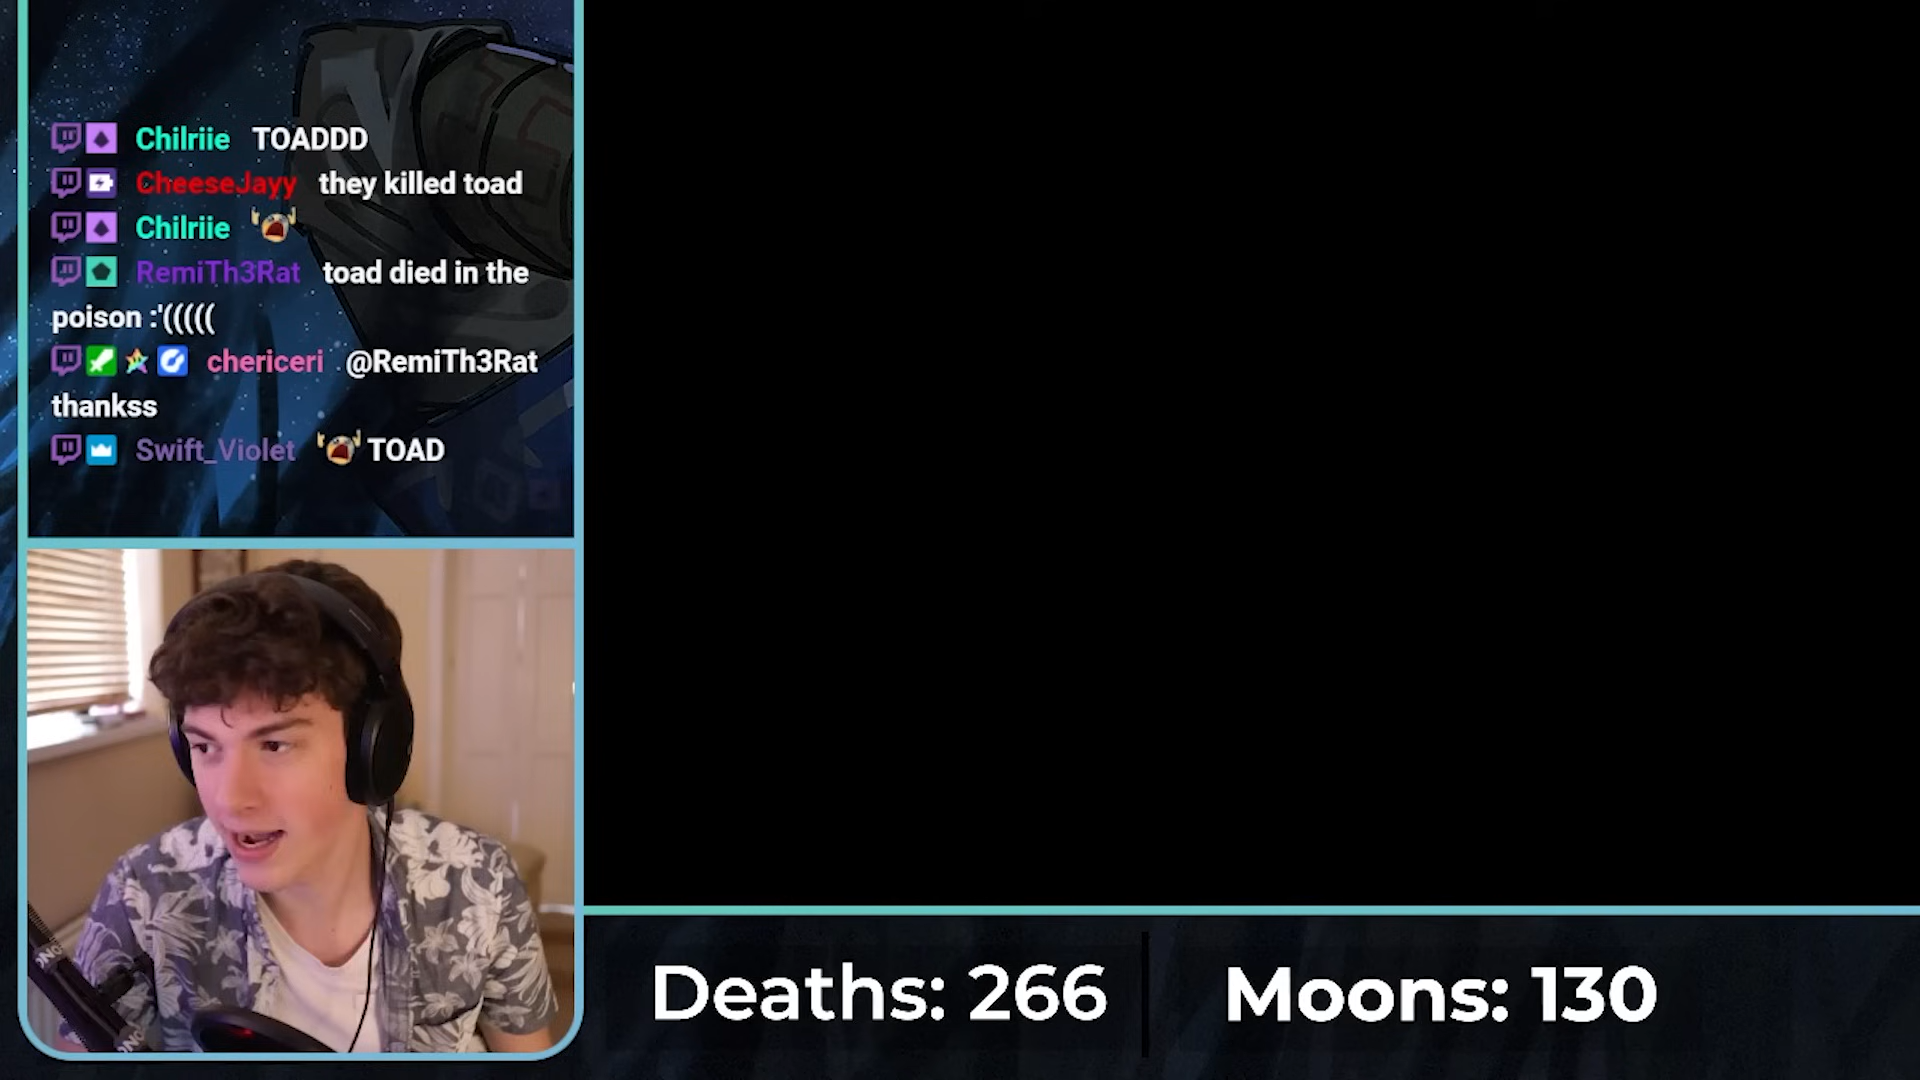 Chilriie TOADDD
CheeseJayy they killed toad
Chilriie
RemiTh3Rat toad died in the
poison :'(((((
chericeri @RemiTh3Rat
thankss
Swift_Violet TOAD
Deaths: 266
Moons: 130